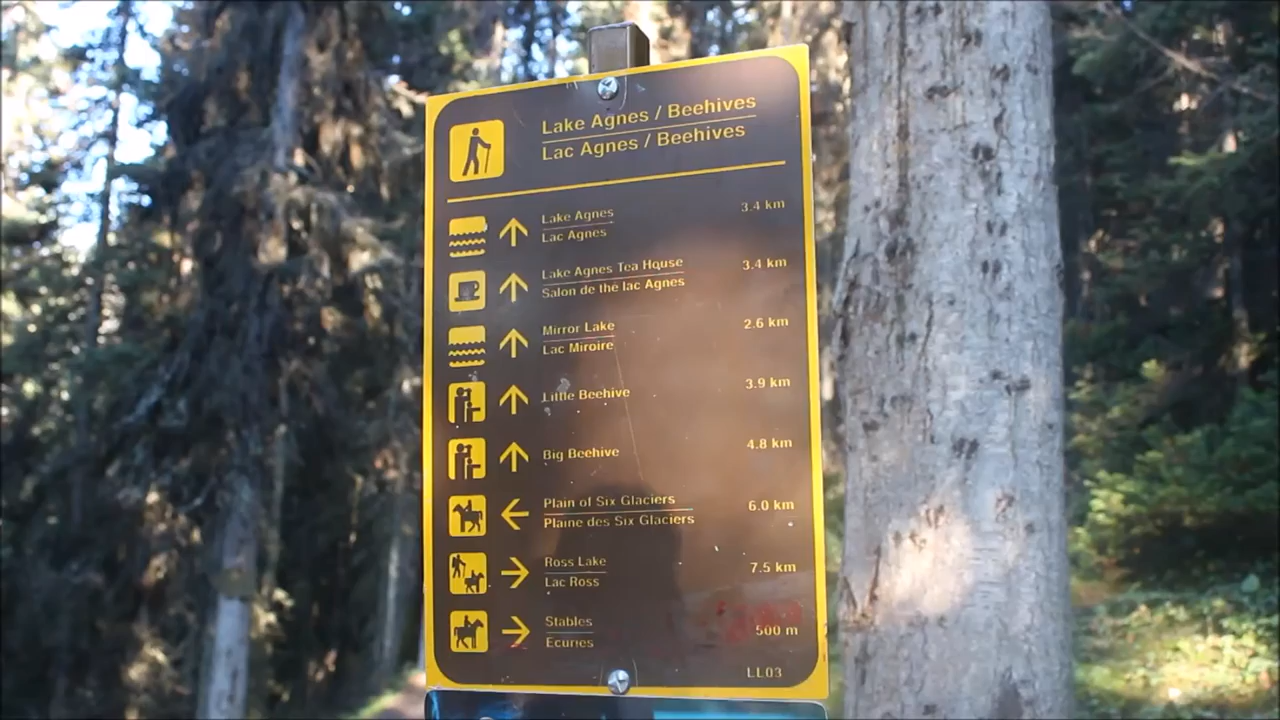 Lake Agnes / Beehives
Lac Agnes / Beehives
Lake Agnes 3.4 km
Lac Agnes
Lake Agnes Tea House 3.4 km
Salon de thé lac Agnes
Mirror Lake 2.6 km
Lac Miroire
Little Beehive 3.9 km
Big Beehive 4.8 km
Plain of Six Glaciers 6.0 km
Plaine des Six Glaciers
Ross Lake 7.5 km
Lac Ross
Stables 500 m
Écuries
LL03